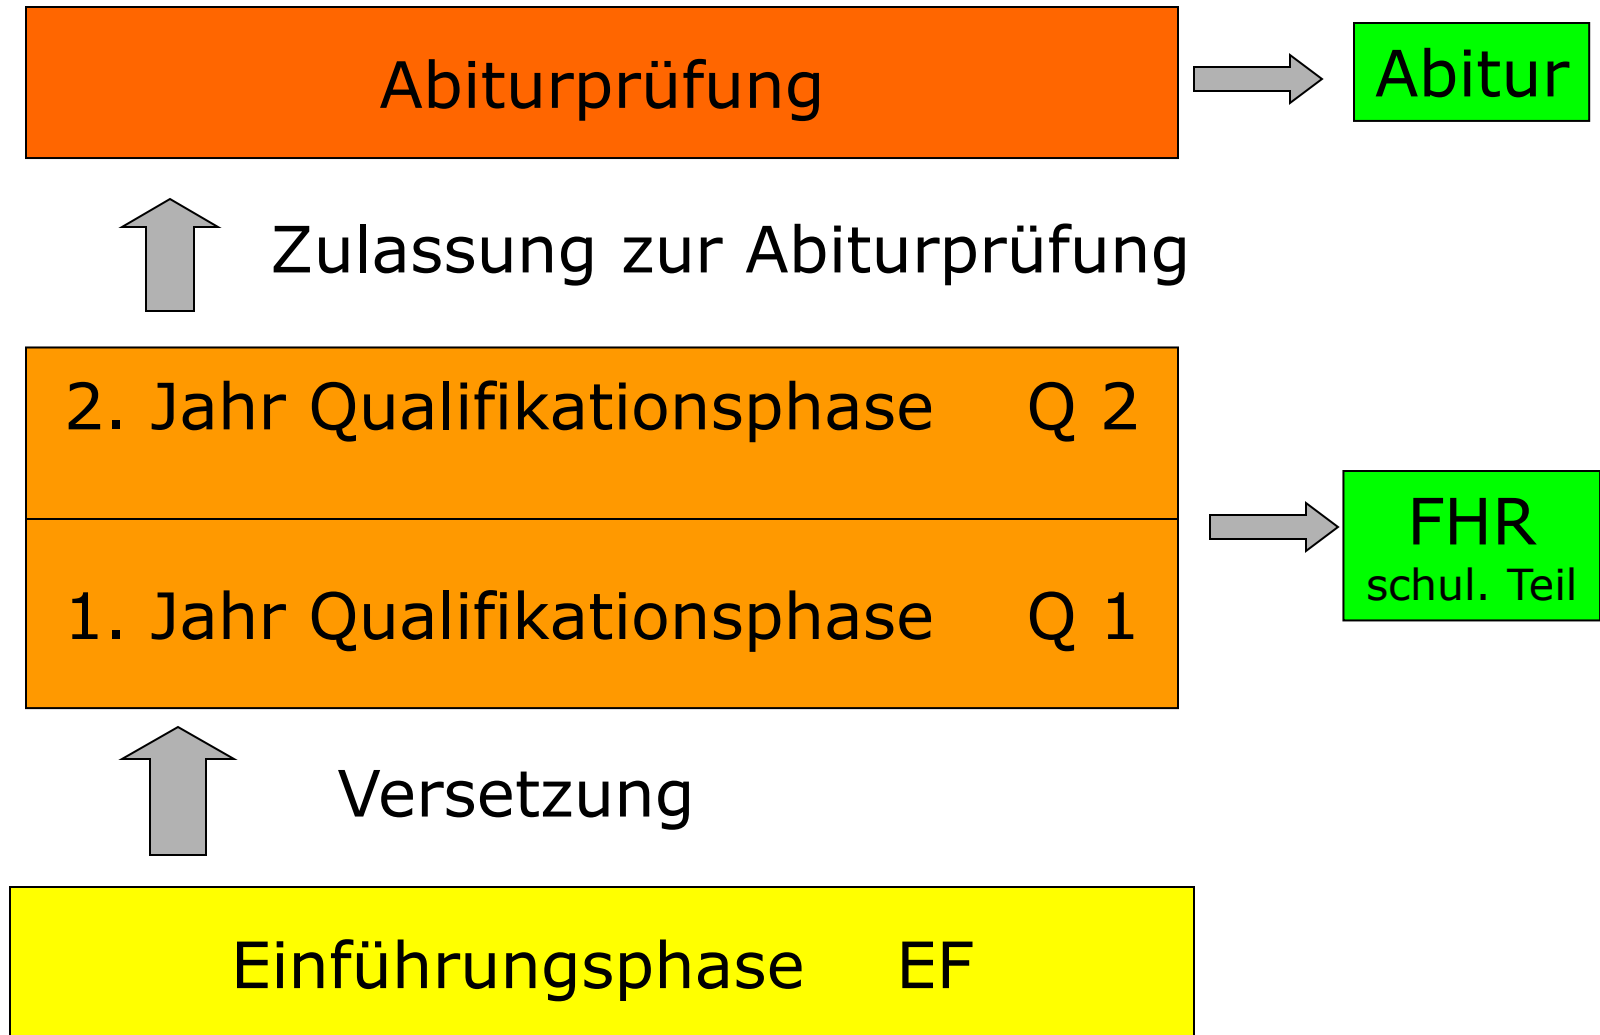 Abiturprüfung
Abitur
Zulassung zur Abiturprüfung
2. Jahr Qualifikationsphase Q 2
1. Jahr Qualifikationsphase Q 1
FHR
schul. Teil
Versetzung
Einführungsphase EF